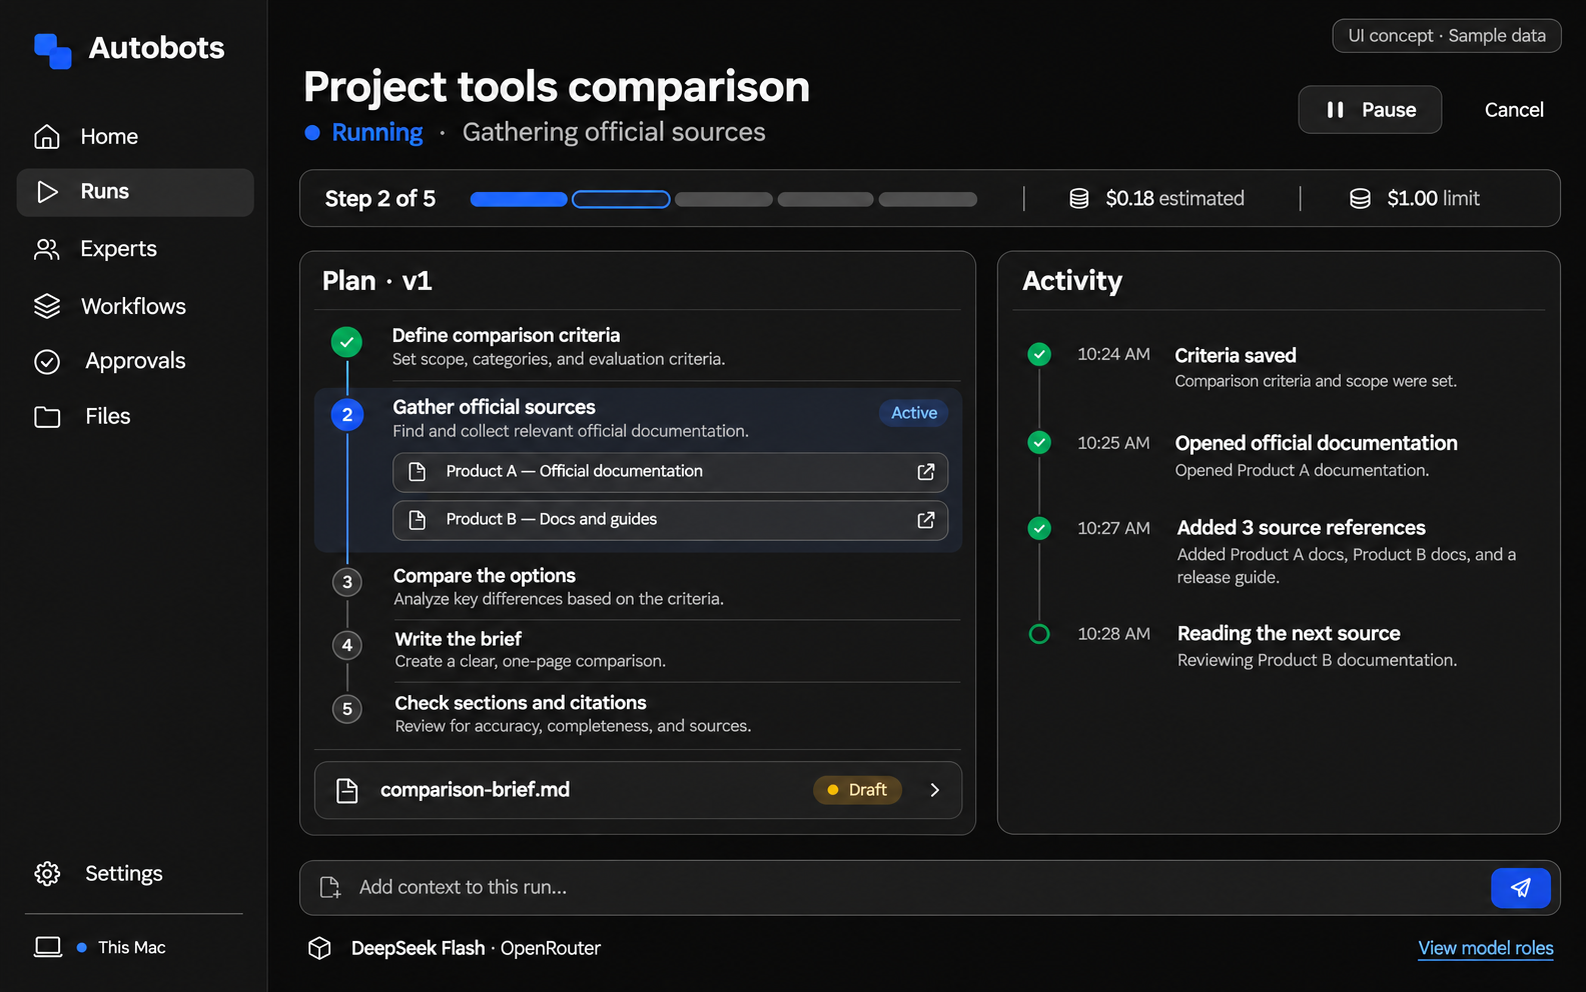 Autobots
Home
Runs
Experts
Workflows
Approvals
Files
Settings
This Mac
UI concept · Sample data
Project tools comparison
Running · Gathering official sources
Pause
Cancel
Step 2 of 5
$0.18 estimated
$1.00 limit
Plan · v1
Define comparison criteria
Set scope, categories, and evaluation criteria.
2
Gather official sources
Active
Find and collect relevant official documentation.
Product A — Official documentation
Product B — Docs and guides
3
Compare the options
Analyze key differences based on the criteria.
4
Write the brief
Create a clear, one-page comparison.
5
Check sections and citations
Review for accuracy, completeness, and sources.
comparison-brief.md
Draft
Activity
10:24 AM
Criteria saved
Comparison criteria and scope were set.
10:25 AM
Opened official documentation
Opened Product A documentation.
10:27 AM
Added 3 source references
Added Product A docs, Product B docs, and a
release guide.
10:28 AM
Reading the next source
Reviewing Product B documentation.
Add context to this run...
DeepSeek Flash · OpenRouter
View model roles